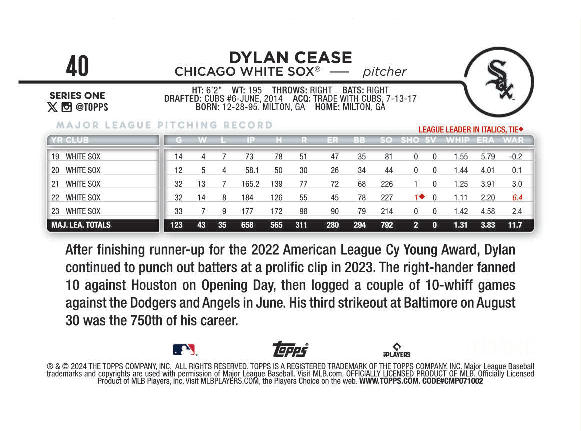 40
DYLAN CEASE
CHICAGO WHITE SOX® — pitcher
Sox
SERIES ONE
X @TOPPS
HT: 6'2" WT: 195 THROWS: RIGHT BATS: RIGHT
DRAFTED: CUBS #6-JUNE, 2014 ACQ: TRADE WITH CUBS, 7-13-17
BORN: 12-28-95, MILTON, GA HOME: MILTON, GA
MAJOR LEAGUE PITCHING RECORD
LEAGUE LEADER IN ITALICS, TIE♦
YR CLUB G W L IP H R ER BB SO SHO SV WHIP ERA WAR
19 WHITE SOX 14 4 7 73 78 51 47 35 81 0 0 1.55 5.79 -0.2
20 WHITE SOX 12 5 4 58.1 50 30 26 34 44 0 0 1.44 4.01 0.1
21 WHITE SOX 32 13 7 165.2 139 77 72 68 226 1 0 1.25 3.91 3.0
22 WHITE SOX 32 14 8 184 126 55 45 78 227 1♦ 0 1.11 2.20 6.4
23 WHITE SOX 33 7 9 177 172 98 90 79 214 0 0 1.42 4.58 2.4
MAJ. LEA. TOTALS 123 43 35 658 565 311 280 294 792 2 0 1.31 3.83 11.7
After finishing runner-up for the 2022 American League Cy Young Award, Dylan
continued to punch out batters at a prolific clip in 2023. The right-hander fanned
10 against Houston on Opening Day, then logged a couple of 10-whiff games
against the Dodgers and Angels in June. His third strikeout at Baltimore on August
30 was the 750th of his career.
Topps
PLAYERS
® & © 2024 THE TOPPS COMPANY, INC. ALL RIGHTS RESERVED. TOPPS IS A REGISTERED TRADEMARK OF THE TOPPS COMPANY, INC. Major League Baseball
trademarks and copyrights are used with permission of Major League Baseball. Visit MLB.com. OFFICIALLY LICENSED PRODUCT OF MLB. Officially Licensed
Product of MLB Players, Inc. Visit MLBPLAYERS.COM, the Players Choice on the web. WWW.TOPPS.COM. CODE#CMP071002